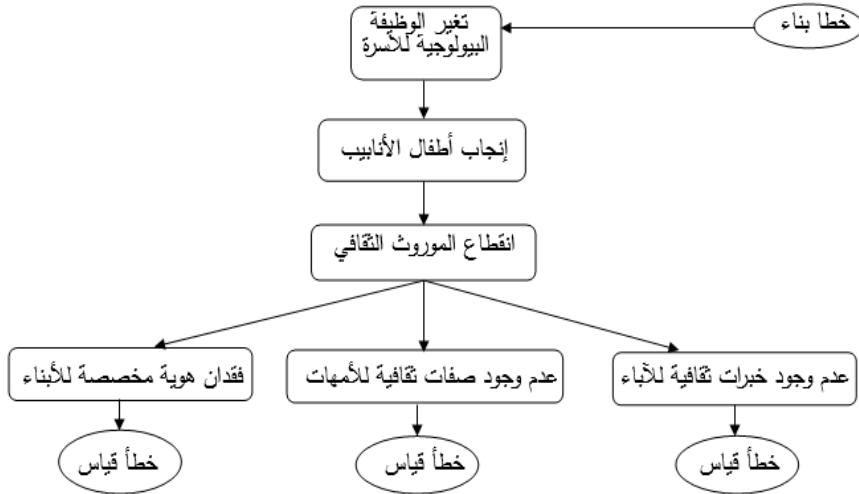 خطا بناء
تغير الوظيفة
البيولوجية للأسرة
إنجاب أطفال الأنابيب
انقطاع الموروث الثقافي
عدم وجود خبرات ثقافية للآباء
عدم وجود صفات ثقافية للأمهات
فقدان هوية مخصصة للأبناء
خطأ قياس
خطأ قياس
خطأ قياس